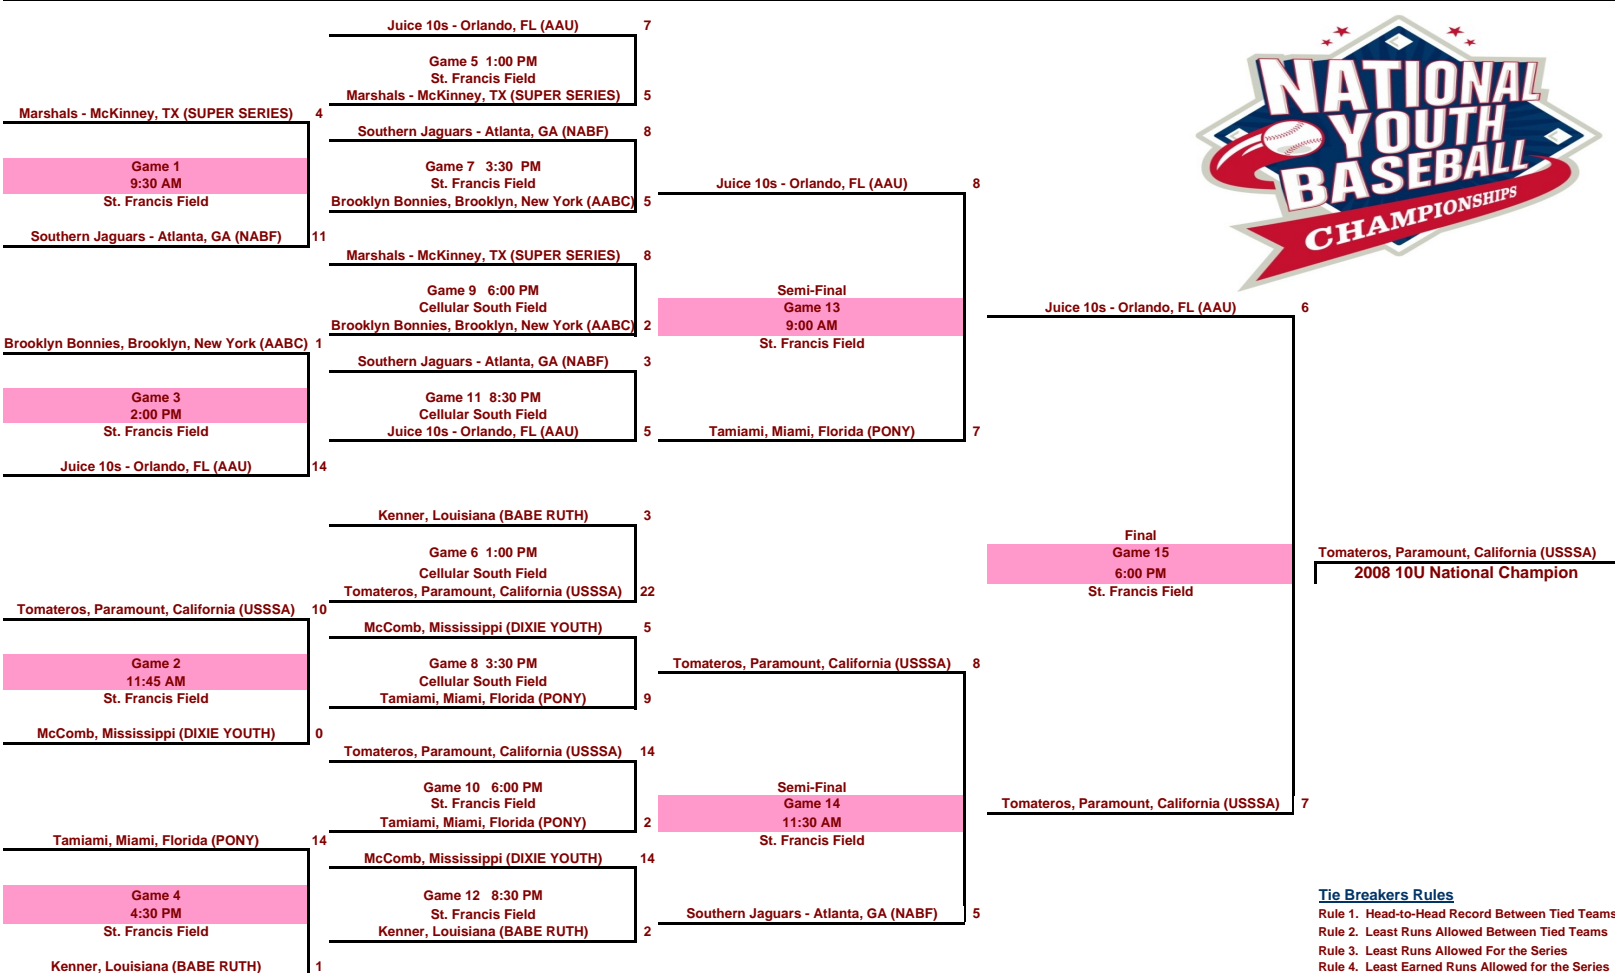 Marshals - McKinney, TX (SUPER SERIES) 4
Game 1
9:30 AM
St. Francis Field
Southern Jaguars - Atlanta, GA (NABF) 11
Brooklyn Bonnies, Brooklyn, New York (AABC) 1
Game 3
2:00 PM
St. Francis Field
Juice 10s - Orlando, FL (AAU) 14
Tomateros, Paramount, California (USSSA) 10
Game 2
11:45 AM
St. Francis Field
McComb, Mississippi (DIXIE YOUTH) 0
Tamiami, Miami, Florida (PONY) 14
Game 4
4:30 PM
St. Francis Field
Kenner, Louisiana (BABE RUTH) 1
Juice 10s - Orlando, FL (AAU) 7
Game 5 1:00 PM
St. Francis Field
Marshals - McKinney, TX (SUPER SERIES) 5
Southern Jaguars - Atlanta, GA (NABF) 8
Game 7 3:30 PM
St. Francis Field
Brooklyn Bonnies, Brooklyn, New York (AABC) 5
Marshals - McKinney, TX (SUPER SERIES) 8
Game 9 6:00 PM
Cellular South Field
Brooklyn Bonnies, Brooklyn, New York (AABC) 2
Southern Jaguars - Atlanta, GA (NABF) 3
Game 11 8:30 PM
Cellular South Field
Juice 10s - Orlando, FL (AAU) 5
Kenner, Louisiana (BABE RUTH) 3
Game 6 1:00 PM
Cellular South Field
Tomateros, Paramount, California (USSSA) 22
McComb, Mississippi (DIXIE YOUTH) 5
Game 8 3:30 PM
Cellular South Field
Tamiami, Miami, Florida (PONY) 9
Tomateros, Paramount, California (USSSA) 14
Game 10 6:00 PM
St. Francis Field
Tamiami, Miami, Florida (PONY) 2
McComb, Mississippi (DIXIE YOUTH) 14
Game 12 8:30 PM
St. Francis Field
Kenner, Louisiana (BABE RUTH) 2
Juice 10s - Orlando, FL (AAU) 8
Semi-Final
Game 13
9:00 AM
St. Francis Field
Tamiami, Miami, Florida (PONY) 7
Tomateros, Paramount, California (USSSA) 8
Semi-Final
Game 14
11:30 AM
St. Francis Field
Southern Jaguars - Atlanta, GA (NABF) 5
Juice 10s - Orlando, FL (AAU) 6
Final
Game 15
6:00 PM
St. Francis Field
Tomateros, Paramount, California (USSSA) 7
NATIONAL
YOUTH
BASEBALL
CHAMPIONSHIPS
Tomateros, Paramount, California (USSSA)
2008 10U National Champion
Tie Breakers Rules
Rule 1. Head-to-Head Record Between Tied Teams
Rule 2. Least Runs Allowed Between Tied Teams
Rule 3. Least Runs Allowed For the Series
Rule 4. Least Earned Runs Allowed for the Series